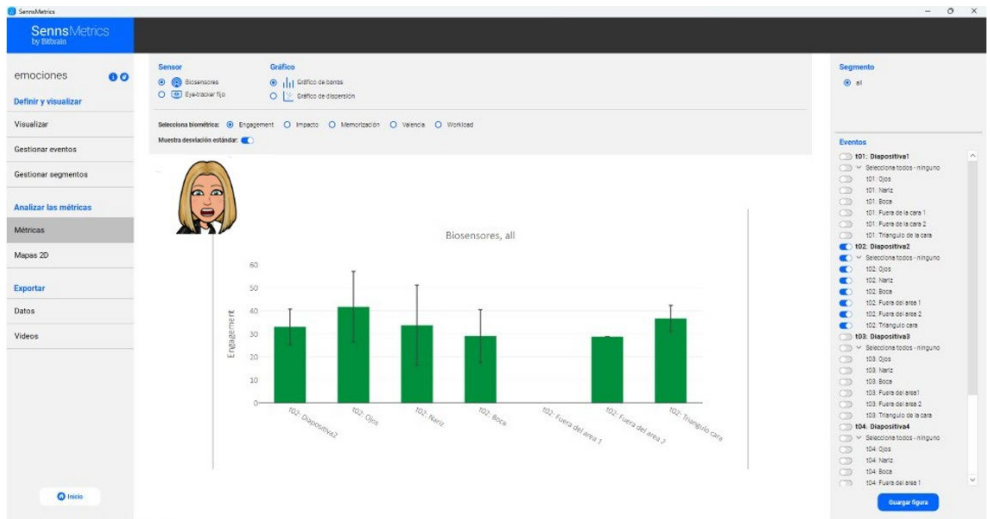 SennsMetrics
SennsMetrics
by Bitbrain
emociones
Definir y visualizar
Visualizar
Gestionar eventos
Gestionar segmentos
Analizar las métricas
Métricas
Mapas 2D
Exportar
Datos
Videos
Inicio
Sensor
Biosensores
Eye-tracker fijo
Gráfico
Gráfico de barras
Gráfico de dispersión
Selecciona biométrica: Engagement Impacto Memorización Valencia Workload
Muestra desviación estándar:
Biosensores, all
Engagement
60
50
40
30
20
10
0
t02: Diapositiva2
t02: Ojos
t02: Nariz
t02: Boca
t02: Fuera del area 1
t02: Fuera del area 2
t02: Triangulo cara
Segmento
all
Eventos
t01: Diapositiva1
Selecciona todos - ninguno
t01: Ojos
t01: Nariz
t01: Boca
t01: Fuera de la cara 1
t01: Fuera de la cara 2
t01: Triangulo de la cara
t02: Diapositiva2
Selecciona todos - ninguno
t02: Ojos
t02: Nariz
t02: Boca
t02: Fuera del area 1
t02: Fuera del area 2
t02: Triangulo cara
t03: Diapositiva3
Selecciona todos - ninguno
t03: Ojos
t03: Nariz
t03: Boca
t03: Fuera del area1
t03: Fuera del area 2
t03: Triangulo de la cara
t04: Diapositiva4
Selecciona todos - ninguno
t04: Ojos
t04: Nariz
t04: Boca
t04: Fuera del area 1
Guargar figura